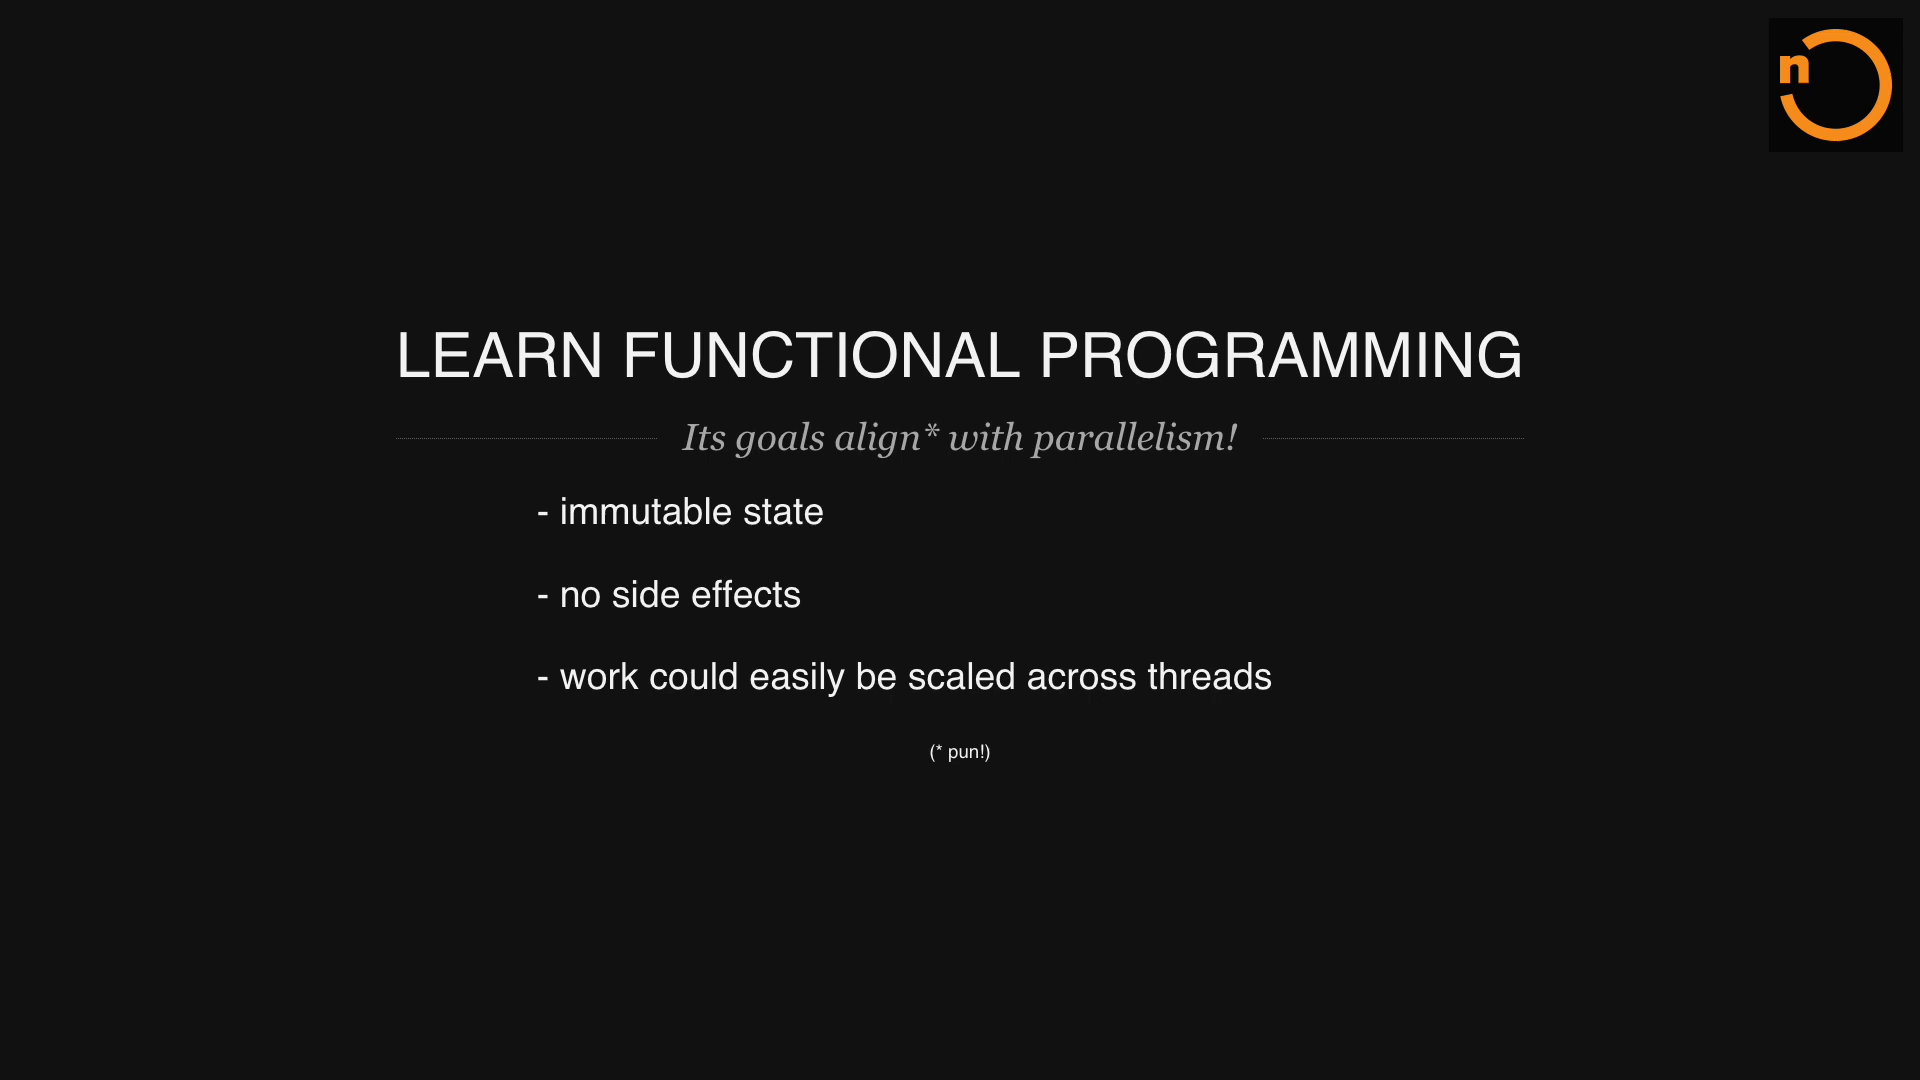 n
LEARN FUNCTIONAL PROGRAMMING
Its goals align* with parallelism!
- immutable state
- no side effects
- work could easily be scaled across threads
(* pun!)